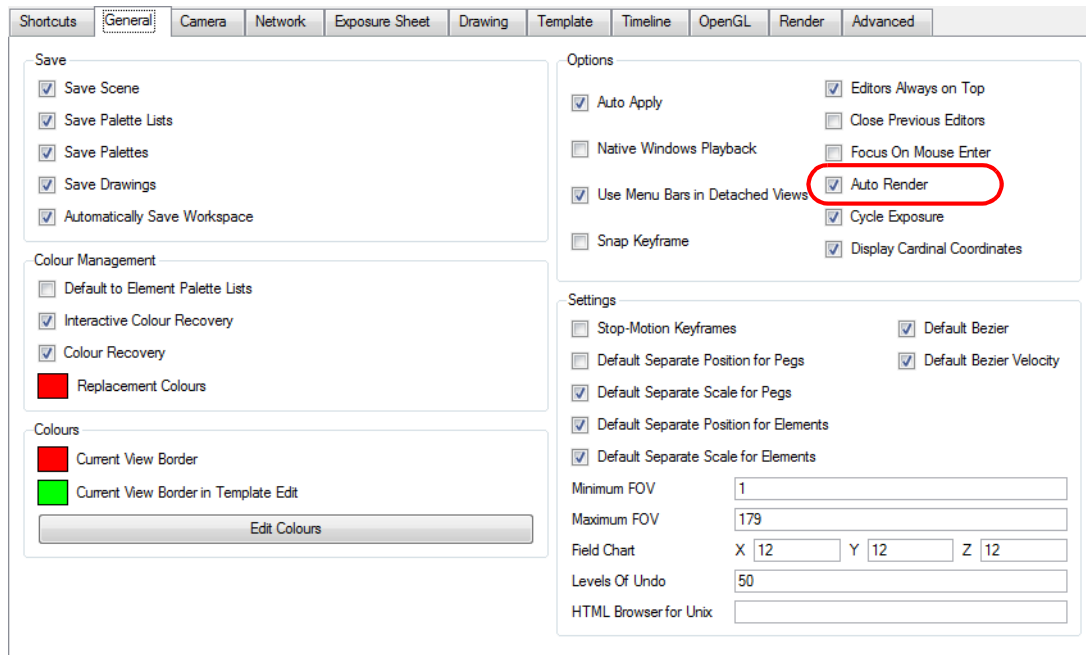 Shortcuts General Camera Network Exposure Sheet Drawing Template Timeline OpenGL Render Advanced
Save
Save Scene
Save Palette Lists
Save Palettes
Save Drawings
Automatically Save Workspace
Colour Management
Default to Element Palette Lists
Interactive Colour Recovery
Colour Recovery
Replacement Colours
Colours
Current View Border
Current View Border in Template Edit
Edit Colours
Options
Auto Apply
Native Windows Playback
Use Menu Bars in Detached Views
Snap Keyframe
Editors Always on Top
Close Previous Editors
Focus On Mouse Enter
Auto Render
Cycle Exposure
Display Cardinal Coordinates
Settings
Stop-Motion Keyframes
Default Separate Position for Pegs
Default Separate Scale for Pegs
Default Separate Position for Elements
Default Separate Scale for Elements
Default Bezier
Default Bezier Velocity
Minimum FOV 1
Maximum FOV 179
Field Chart X 12 Y 12 Z 12
Levels Of Undo 50
HTML Browser for Unix